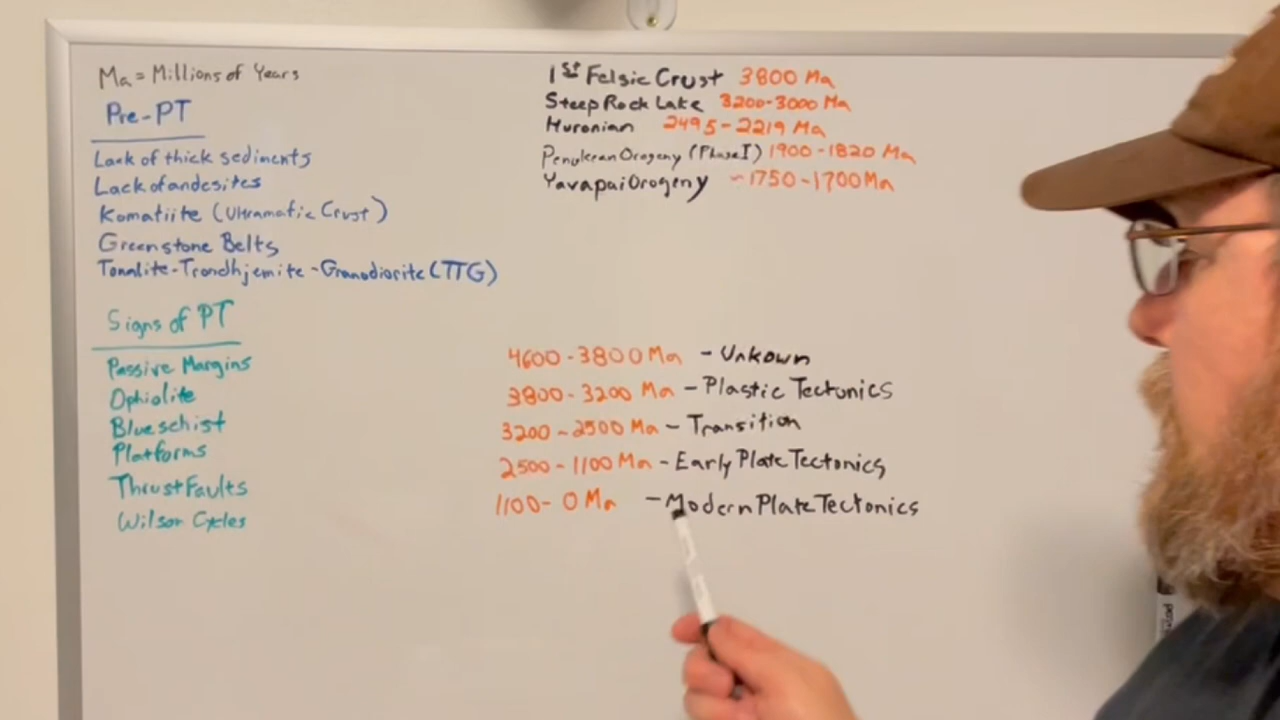 Ma = Millions of Years
Pre-PT
Lack of thick sediments
Lack of andesites
Komatiite (Ultramafic Crust)
Greenstone Belts
Tonalite-Trondhjemite-Granodiorite (TTG)
Signs of PT
Passive Margins
Ophiolite
Blueschist
Platforms
Thrust Faults
Wilson Cycles
1st Felsic Crust 3800 Ma
Steep Rock Lake 3200-3000 Ma
Huronian 2495-2219 Ma
Penokean Orogeny (Phase I) 1900-1820 Ma
Yavapai Orogeny ~1750-1700 Ma
4600-3800 Ma - Unkown
3800-3200 Ma - Plastic Tectonics
3200-2500 Ma - Transition
2500-1100 Ma - Early Plate Tectonics
1100-0 Ma - Modern Plate Tectonics